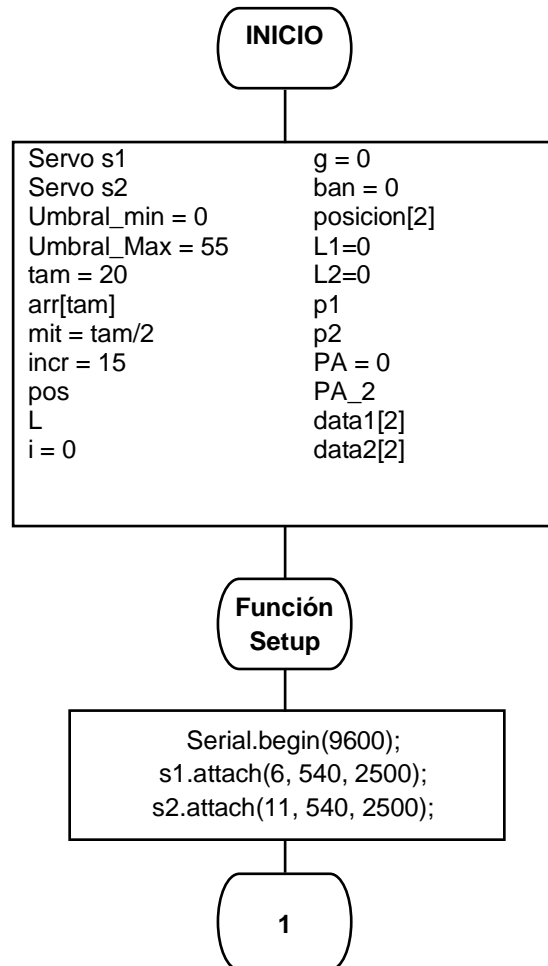 INICIO
Servo s1
Servo s2
Umbral_min = 0
Umbral_Max = 55
tam = 20
arr[tam]
mit = tam/2
incr = 15
pos
L
i = 0
g = 0
ban = 0
posicion[2]
L1=0
L2=0
p1
p2
PA = 0
PA_2
data1[2]
data2[2]
Función
Setup
Serial.begin(9600);
s1.attach(6, 540, 2500);
s2.attach(11, 540, 2500);
1